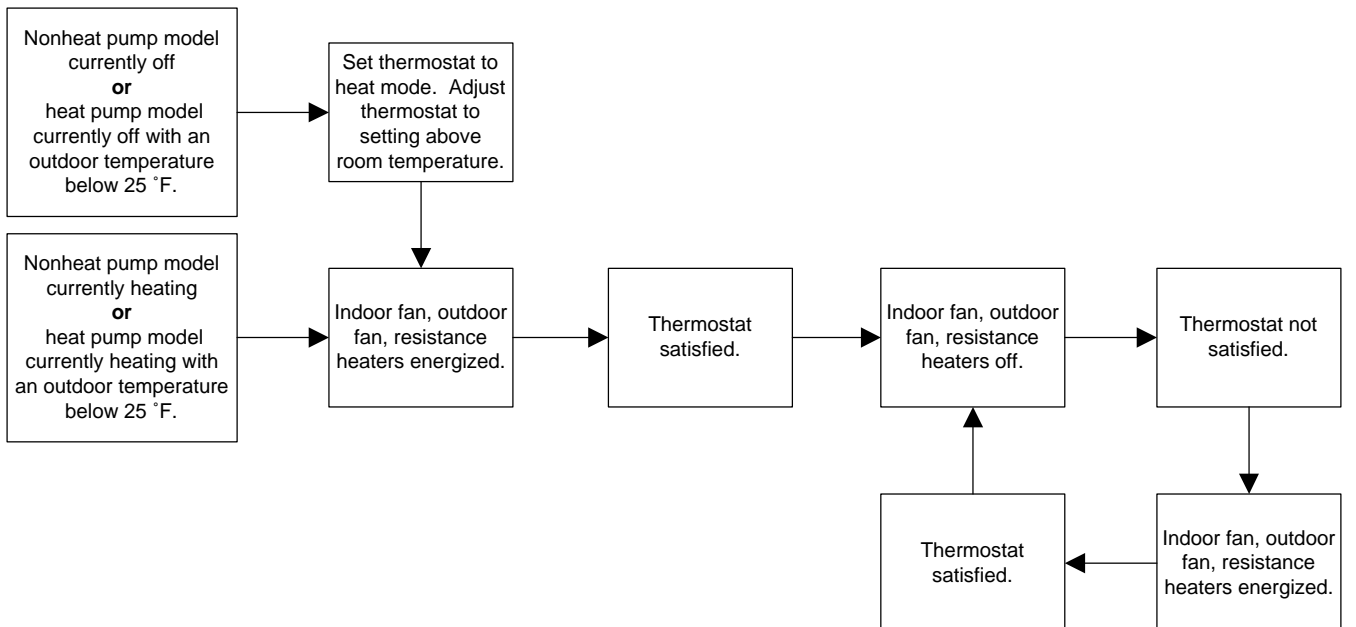 Nonheat pump model
currently off
or
heat pump model
currently off with an
outdoor temperature
below 25 ˚F.
Set thermostat to
heat mode.  Adjust
thermostat to
setting above
room temperature.
Nonheat pump model
currently heating
or
heat pump model
currently heating with
an outdoor temperature
below 25 ˚F.
Indoor fan, outdoor
fan, resistance
heaters energized.
Thermostat
satisfied.
Indoor fan, outdoor
fan, resistance
heaters off.
Thermostat not
satisfied.
Indoor fan, outdoor
fan, resistance
heaters energized.
Thermostat
satisfied.